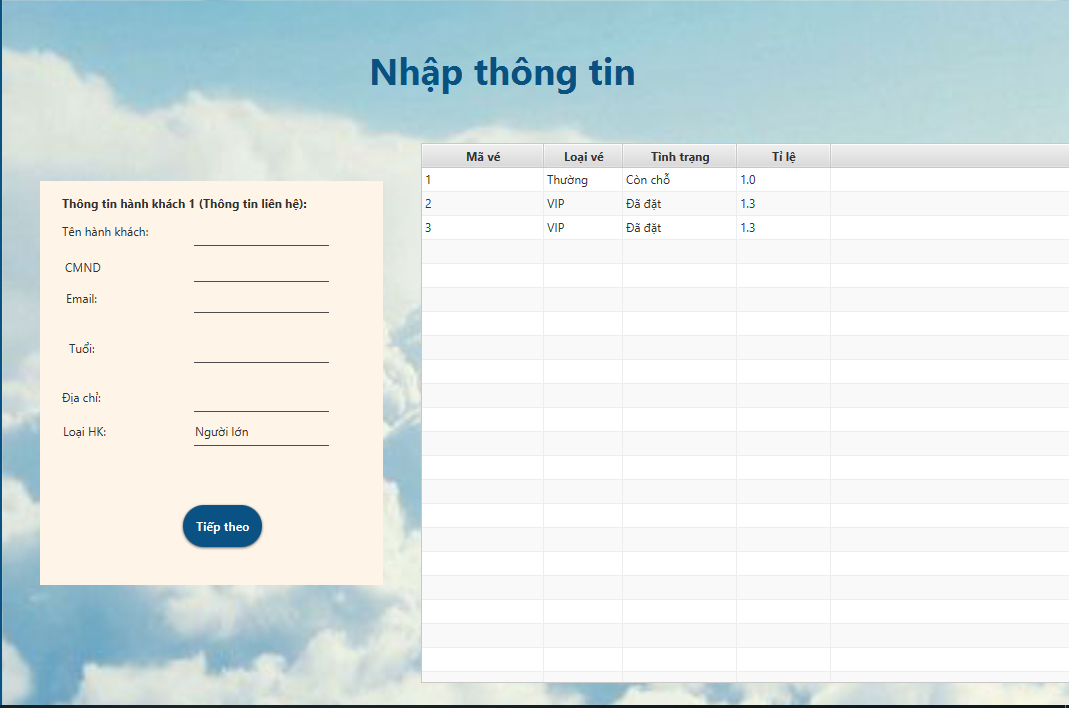 Nhập thông tin
Thông tin hành khách 1 (Thông tin liên hệ):
Tên hành khách:
CMND
Email:
Tuổi:
Địa chỉ:
Loại HK: Người lớn
Tiếp theo
Mã vé Loại vé Tình trạng Tỉ lệ
1 Thường Còn chỗ 1.0
2 VIP Đã đặt 1.3
3 VIP Đã đặt 1.3